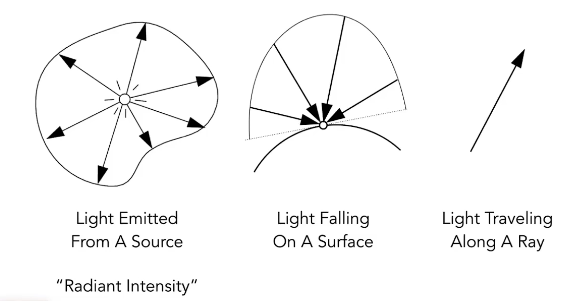 Light Emitted
From A Source
Light Falling
On A Surface
Light Traveling
Along A Ray
“Radiant Intensity”